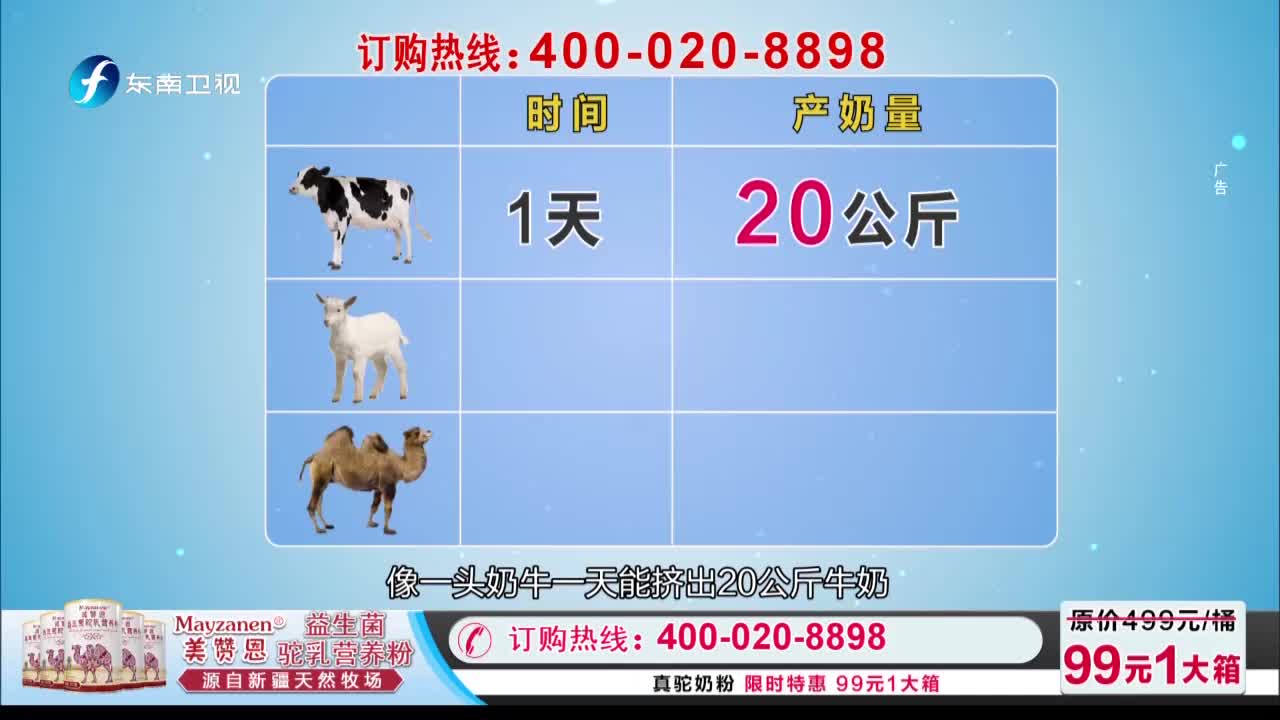 订购热线:400-020-8898
东南卫视
时间 产奶量
广告
1天 20公斤
像一头奶牛一天能挤出20公斤牛奶
Mayzanen®
美赞恩
益生菌
驼乳营养粉
源自新疆天然牧场
订购热线:400-020-8898
真驼奶粉 限时特惠 99元1大箱
原价499元/桶
99元1大箱